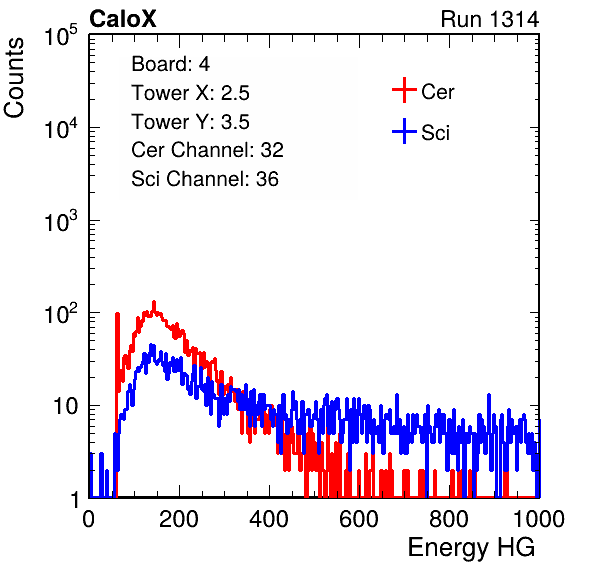 CaloX Run 1314
Counts
Board: 4
Tower X: 2.5
Tower Y: 3.5
Cer Channel: 32
Sci Channel: 36
Cer
Sci
10^5
10^4
10^3
10^2
10
1
0 200 400 600 800 1000
Energy HG